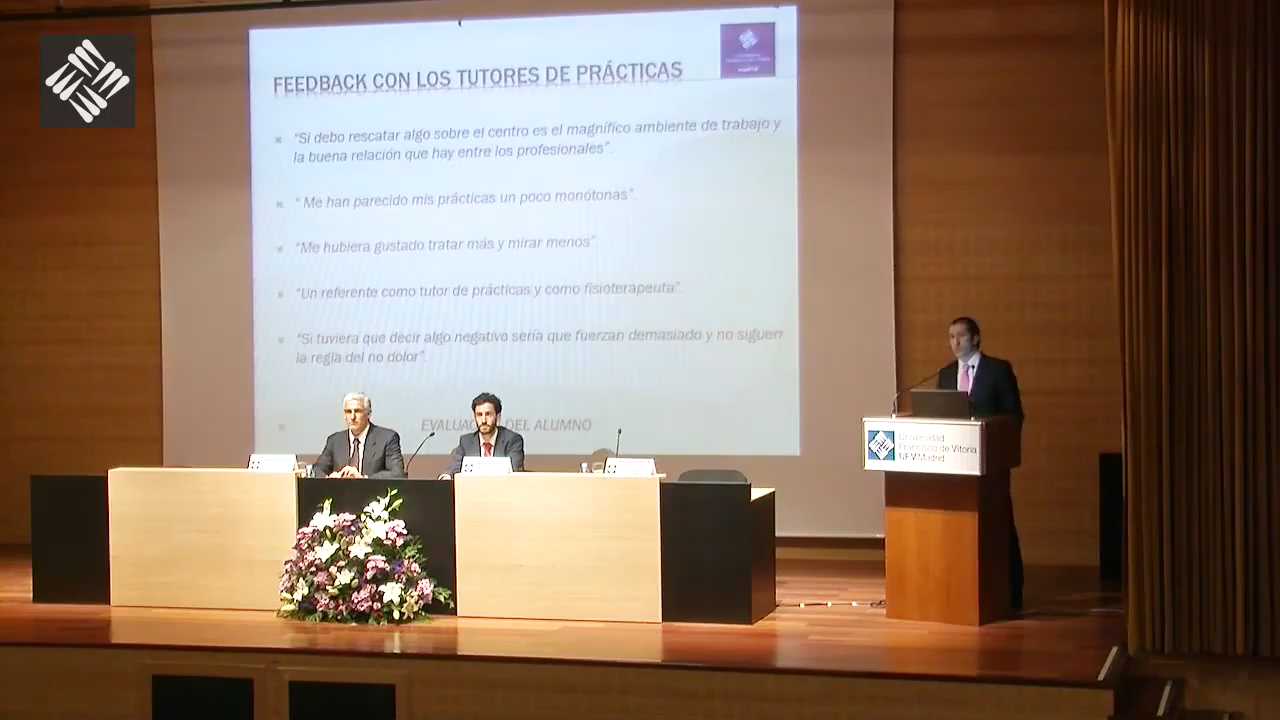 FEEDBACK CON LOS TUTORES DE PRÁCTICAS
“Si debo rescatar algo sobre el centro es el magnífico ambiente de trabajo y
la buena relación que hay entre los profesionales”.
“ Me han parecido mis prácticas un poco monótonas”.
“Me hubiera gustado tratar más y mirar menos”.
“Un referente como tutor de prácticas y como fisioterapeuta”.
“Si tuviera que decir algo negativo sería que fuerzan demasiado y no siguen
la regla del no dolor”.
DEL ALUMNO
Universidad
Francisco de Vitoria
UFV Madrid